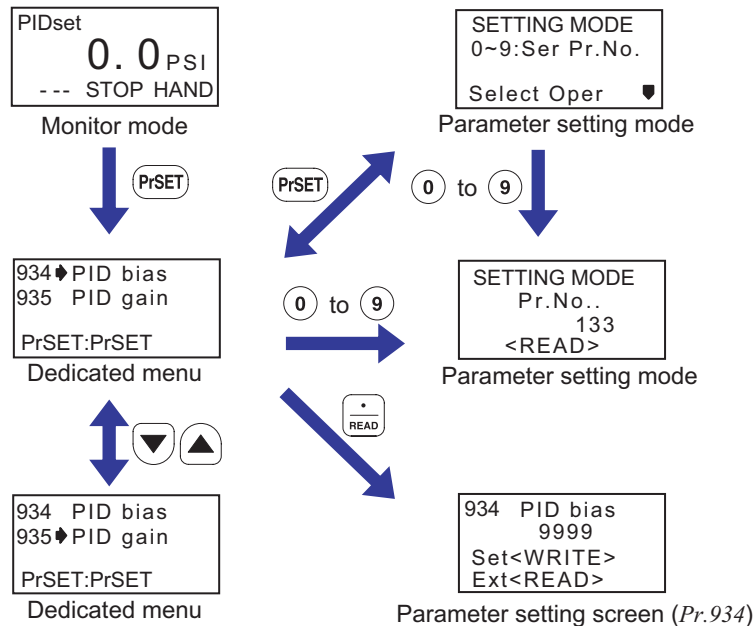 PIDset
0. 0 PSI
--- STOP HAND
Monitor mode
PrSET
934 PID bias
935 PID gain
PrSET:PrSET
Dedicated menu
934 PID bias
935 PID gain
PrSET:PrSET
Dedicated menu
PrSET
SETTING MODE
0~9:Ser Pr.No.
Select Oper
Parameter setting mode
0 to 9
0 to 9
SETTING MODE
Pr.No..
133
<READ>
Parameter setting mode
READ
934 PID bias
9999
Set<WRITE>
Ext<READ>
Parameter setting screen (Pr.934)